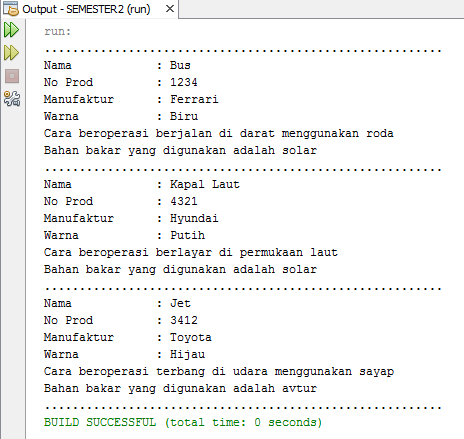 Output - SEMESTER2 (run)
run:
.........................................................
Nama : Bus
No Prod : 1234
Manufaktur : Ferrari
Warna : Biru
Cara beroperasi berjalan di darat menggunakan roda
Bahan bakar yang digunakan adalah solar
.........................................................
Nama : Kapal Laut
No Prod : 4321
Manufaktur : Hyundai
Warna : Putih
Cara beroperasi berlayar di permukaan laut
Bahan bakar yang digunakan adalah solar
.........................................................
Nama : Jet
No Prod : 3412
Manufaktur : Toyota
Warna : Hijau
Cara beroperasi terbang di udara menggunakan sayap
Bahan bakar yang digunakan adalah avtur
.........................................................
BUILD SUCCESSFUL (total time: 0 seconds)